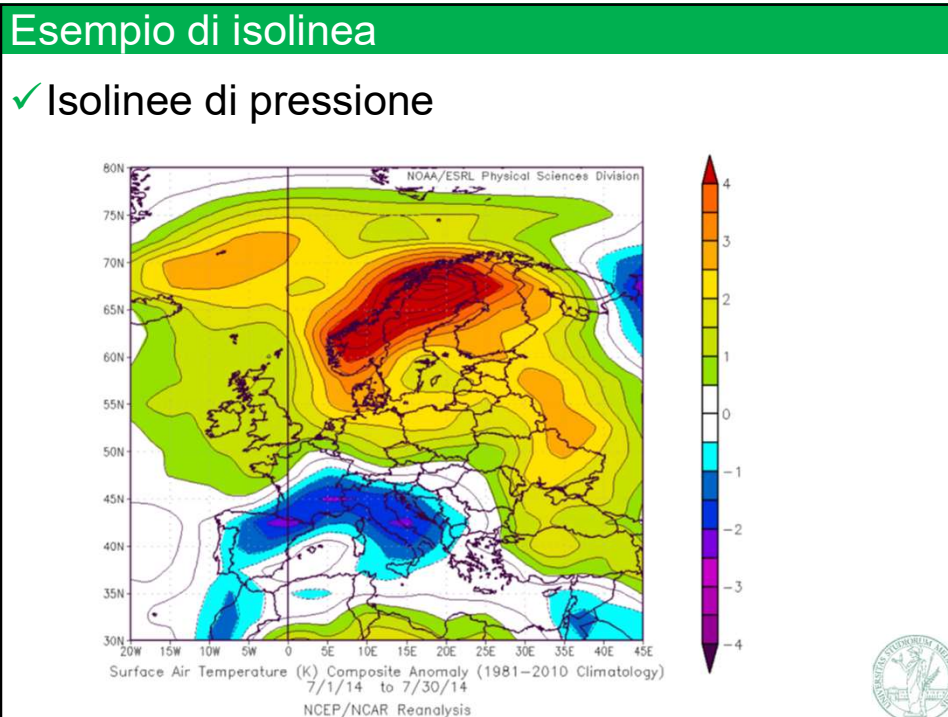 Esempio di isolinea
✓Isolinee di pressione
NOAA/ESRL Physical Sciences Division
80N
75N
70N
65N
60N
55N
50N
45N
40N
35N
30N
20W 15W 10W 5W 0 5E 10E 15E 20E 25E 30E 35E 40E 45E
4
3
2
1
0
−1
−2
−3
−4
Surface Air Temperature (K) Composite Anomaly (1981−2010 Climatology)
7/1/14 to 7/30/14
NCEP/NCAR Reanalysis